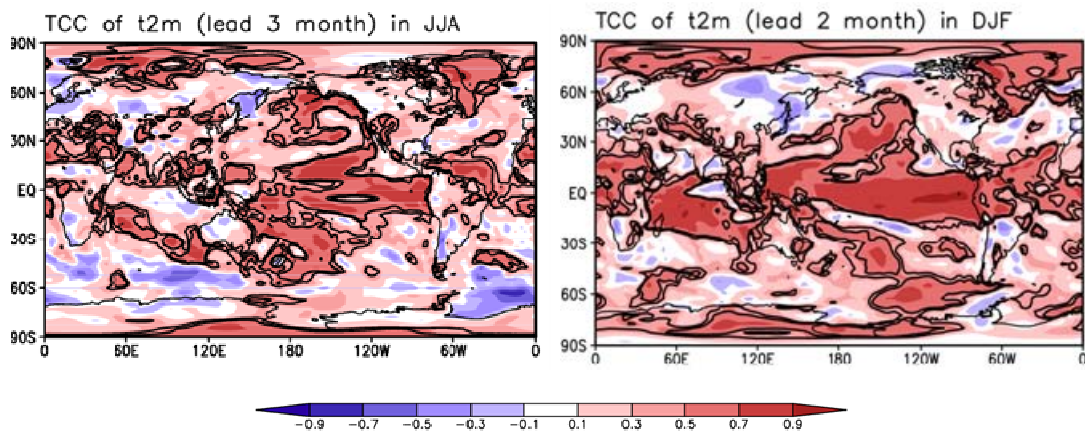 TCC of t2m (lead 3 month) in JJA
90N
60N
30N
EQ
30S
60S
90S
0 60E 120E 180 120W 60W 0
TCC of t2m (lead 2 month) in DJF
90N
60N
30N
EQ
30S
60S
90S
0 60E 120E 180 120W 60W 0
-0.9 -0.7 -0.5 -0.3 -0.1 0.1 0.3 0.5 0.7 0.9